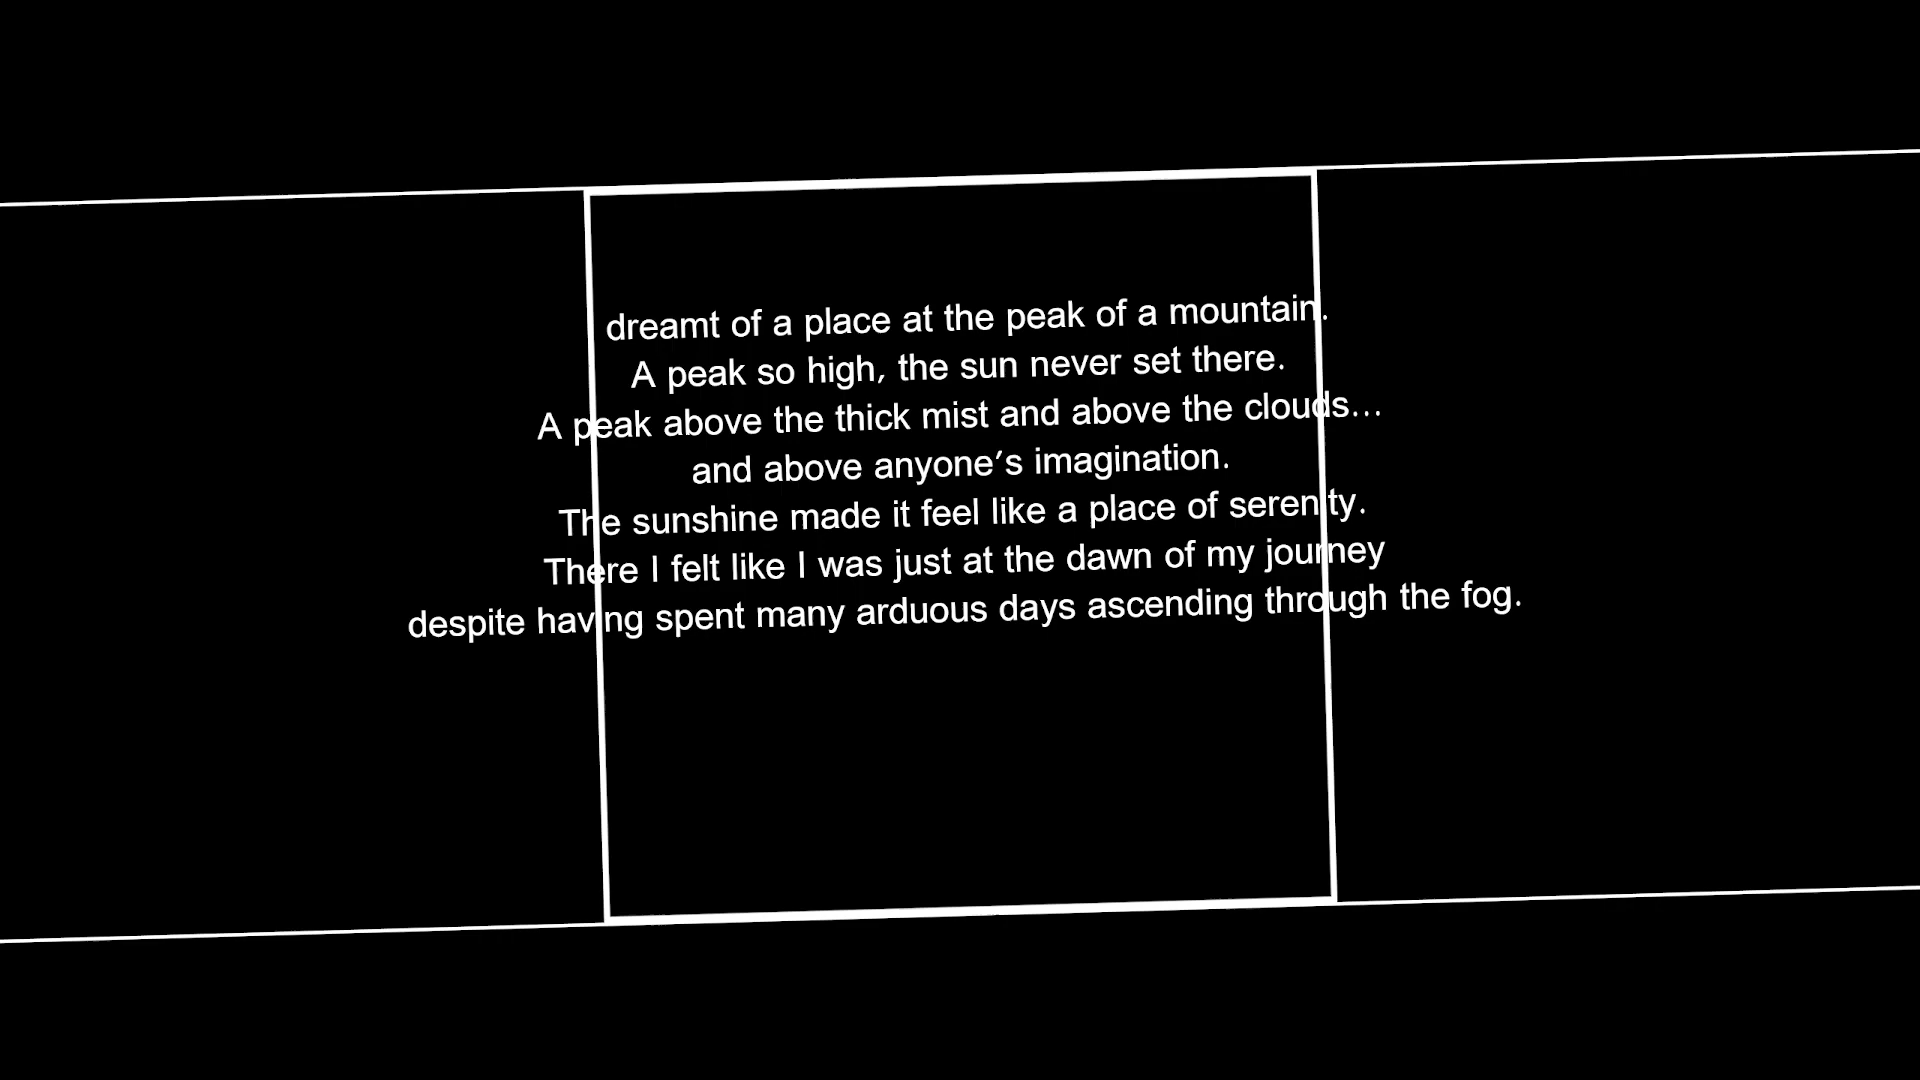 dreamt of a place at the peak of a mountain.
A peak so high, the sun never set there.
A peak above the thick mist and above the clouds...
and above anyone's imagination.
The sunshine made it feel like a place of serenity.
There I felt like I was just at the dawn of my journey
despite having spent many arduous days ascending through the fog.